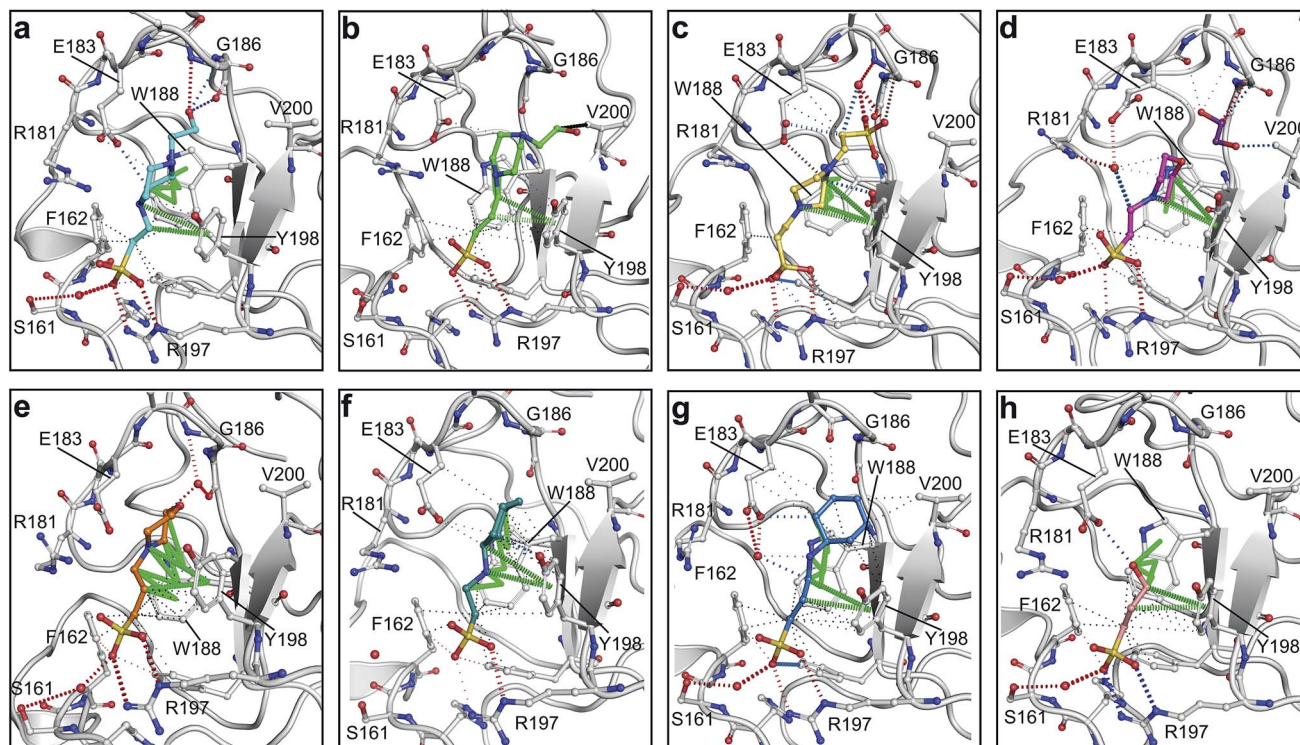 a
E183
G186
W188
V200
R181
F162
Y198
S161
R197
b
E183
G186
V200
R181
W188
F162
Y198
S161
R197
c
E183
G186
W188
V200
R181
F162
Y198
S161
R197
d
E183
G186
R181
W188
V200
F162
Y198
S161
R197
e
E183
G186
V200
R181
F162
W188
Y198
S161
R197
f
E183
G186
V200
R181
W188
F162
Y198
S161
R197
g
E183
G186
W188
V200
R181
F162
Y198
S161
R197
h
E183
G186
W188
V200
R181
F162
Y198
S161
R197